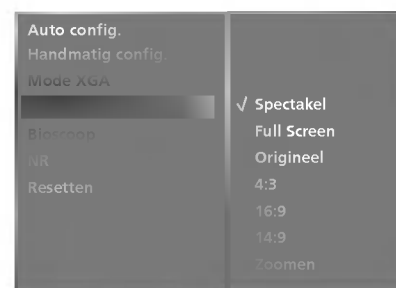 Auto config.
Handmatig config.
Mode XGA
√ Spectakel
Bioscoop
Full Screen
NR
Origineel
Resetten
4:3
16:9
14:9
Zoomen